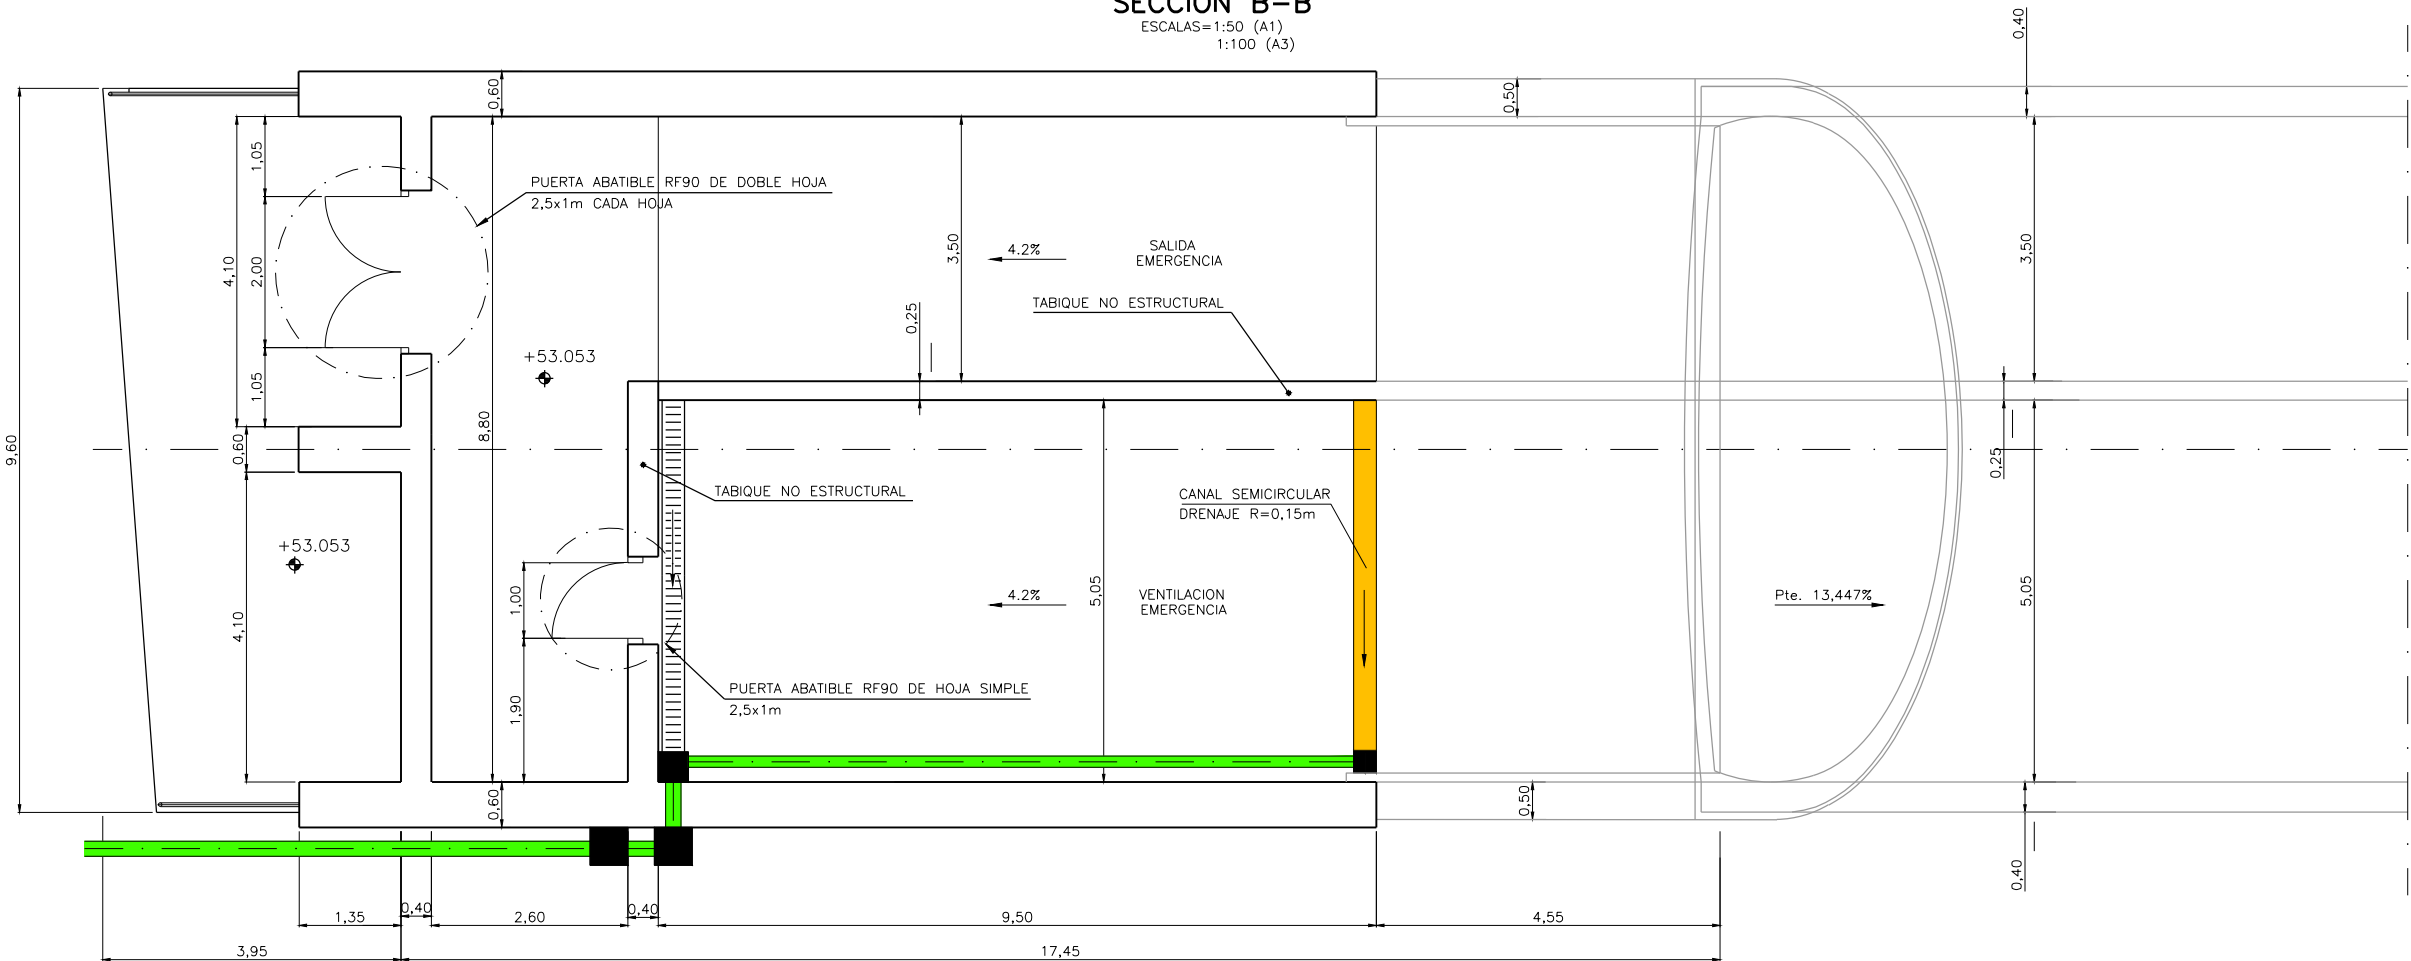 SECCION B-B
ESCALAS=1:50 (A1)
1:100 (A3)
0,40
0,60
0,50
9,60
4,10
1,05
2,00
1,05
0,60
4,10
8,80
PUERTA ABATIBLE RF90 DE DOBLE HOJA
2,5x1m CADA HOJA
3,50
4.2%
SALIDA
EMERGENCIA
TABIQUE NO ESTRUCTURAL
0,25
+53.053
3,50
0,25
TABIQUE NO ESTRUCTURAL
CANAL SEMICIRCULAR
DRENAJE R=0,15m
+53.053
1,00
1,90
4.2%
VENTILACION
EMERGENCIA
5,05
Pte. 13,447%
5,05
PUERTA ABATIBLE RF90 DE HOJA SIMPLE
2,5x1m
0,60
0,50
0,40
1,35
0,40
2,60
0,40
9,50
4,55
3,95
17,45